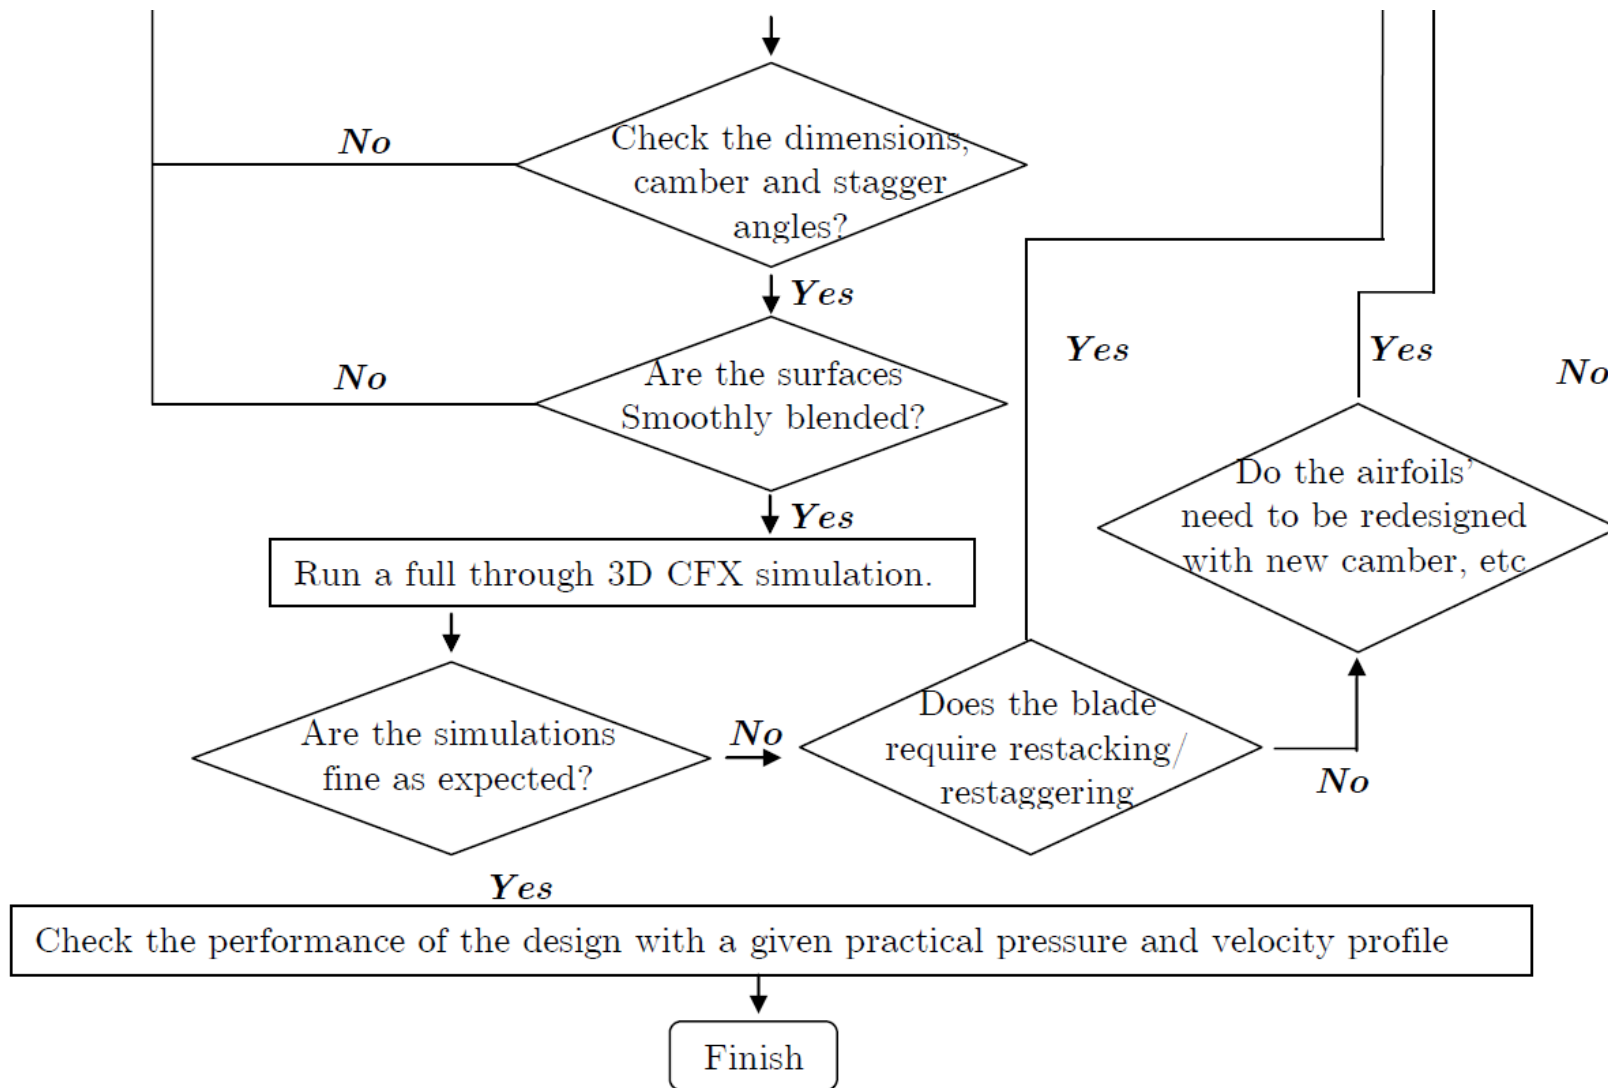 No
Check the dimensions,
camber and stagger
angles?
Yes
No
Are the surfaces
Smoothly blended?
Yes
Yes
Yes
No
Do the airfoils'
need to be redesigned
with new camber, etc
Run a full through 3D CFX simulation.
Are the simulations
fine as expected?
No
Does the blade
require restacking/
restaggering
No
Yes
Check the performance of the design with a given practical pressure and velocity profile
Finish